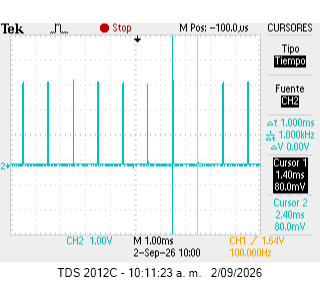 Tek Stop M Pos: -100.0µs CURSORES
Tipo
Tiempo
Fuente
CH2
Δt 1.000ms
1/Δt 1.000kHz
ΔV 0.00V
2
Cursor 1
1.40ms
80.0mV
Cursor 2
2.40ms
80.0mV
CH2 1.00V M 1.00ms CH1 / 1.64V
2-Sep-26 10:00 100.000Hz
TDS 2012C - 10:11:23 a. m. 2/09/2026